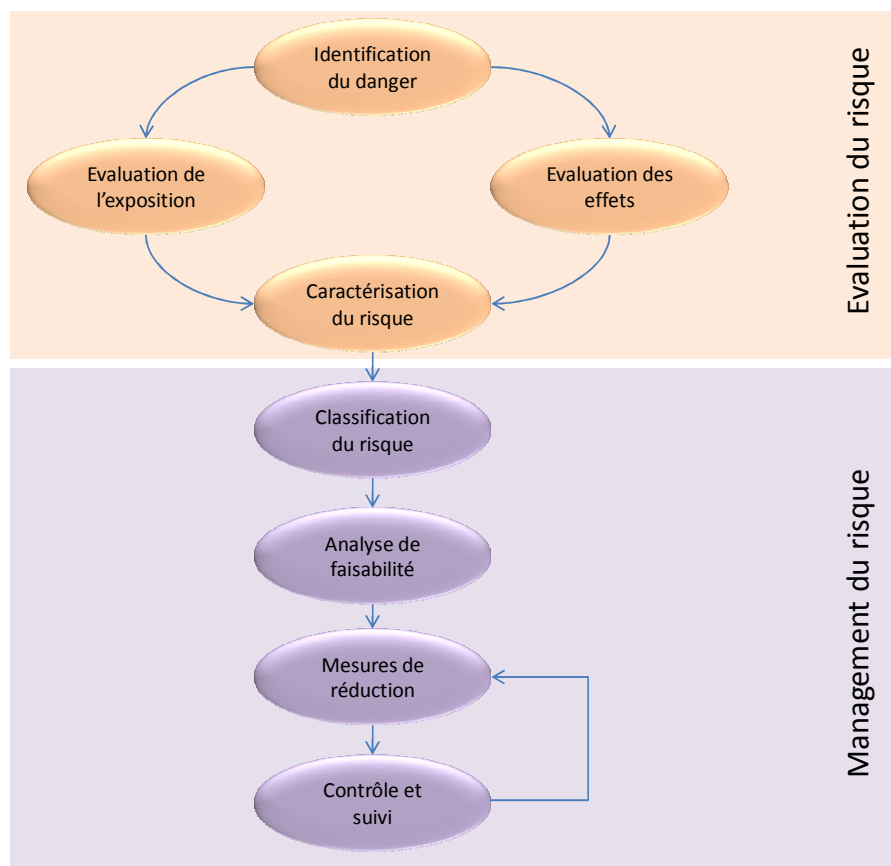 Identification
du danger
Evaluation de
l'exposition
Evaluation des
effets
Caractérisation
du risque
Evaluation du risque
Classification
du risque
Analyse de
faisabilité
Mesures de
réduction
Contrôle et
suivi
Management du risque